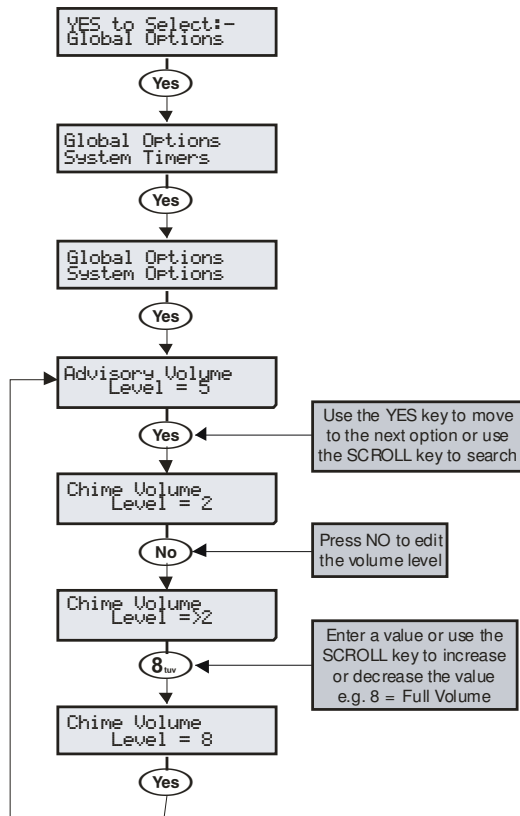 YES to Select:-
Global Options
Yes
Global Options
System Timers
Yes
Global Options
System Options
Yes
Advisory Volume
Level = 5
Yes
Use the YES key to move
to the next option or use
the SCROLL key to search
Chime Volume
Level = 2
No
Press NO to edit
the volume level
Chime Volume
Level =>2
8tuv
Enter a value or use the
SCROLL key to increase
or decrease the value
e.g. 8 = Full Volume
Chime Volume
Level = 8
Yes